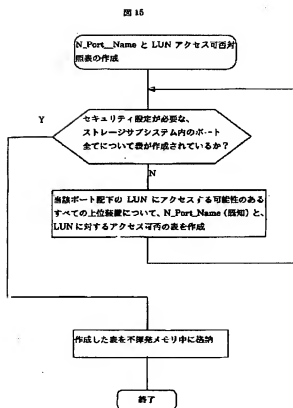 図 15
N_Port_Name と LUN アクセス可否対
照表の作成
セキュリティ設定が必要な、
ストレージサブシステム内のポート
全てについて表が作成されているか？
Y
N
当該ポート配下の LUN にアクセスする可能性のある
すべての上位装置について、N_Port_Name (既知) と、
LUN に対するアクセス可否の表を作成
作成した表を不揮発メモリ中に格納
終了